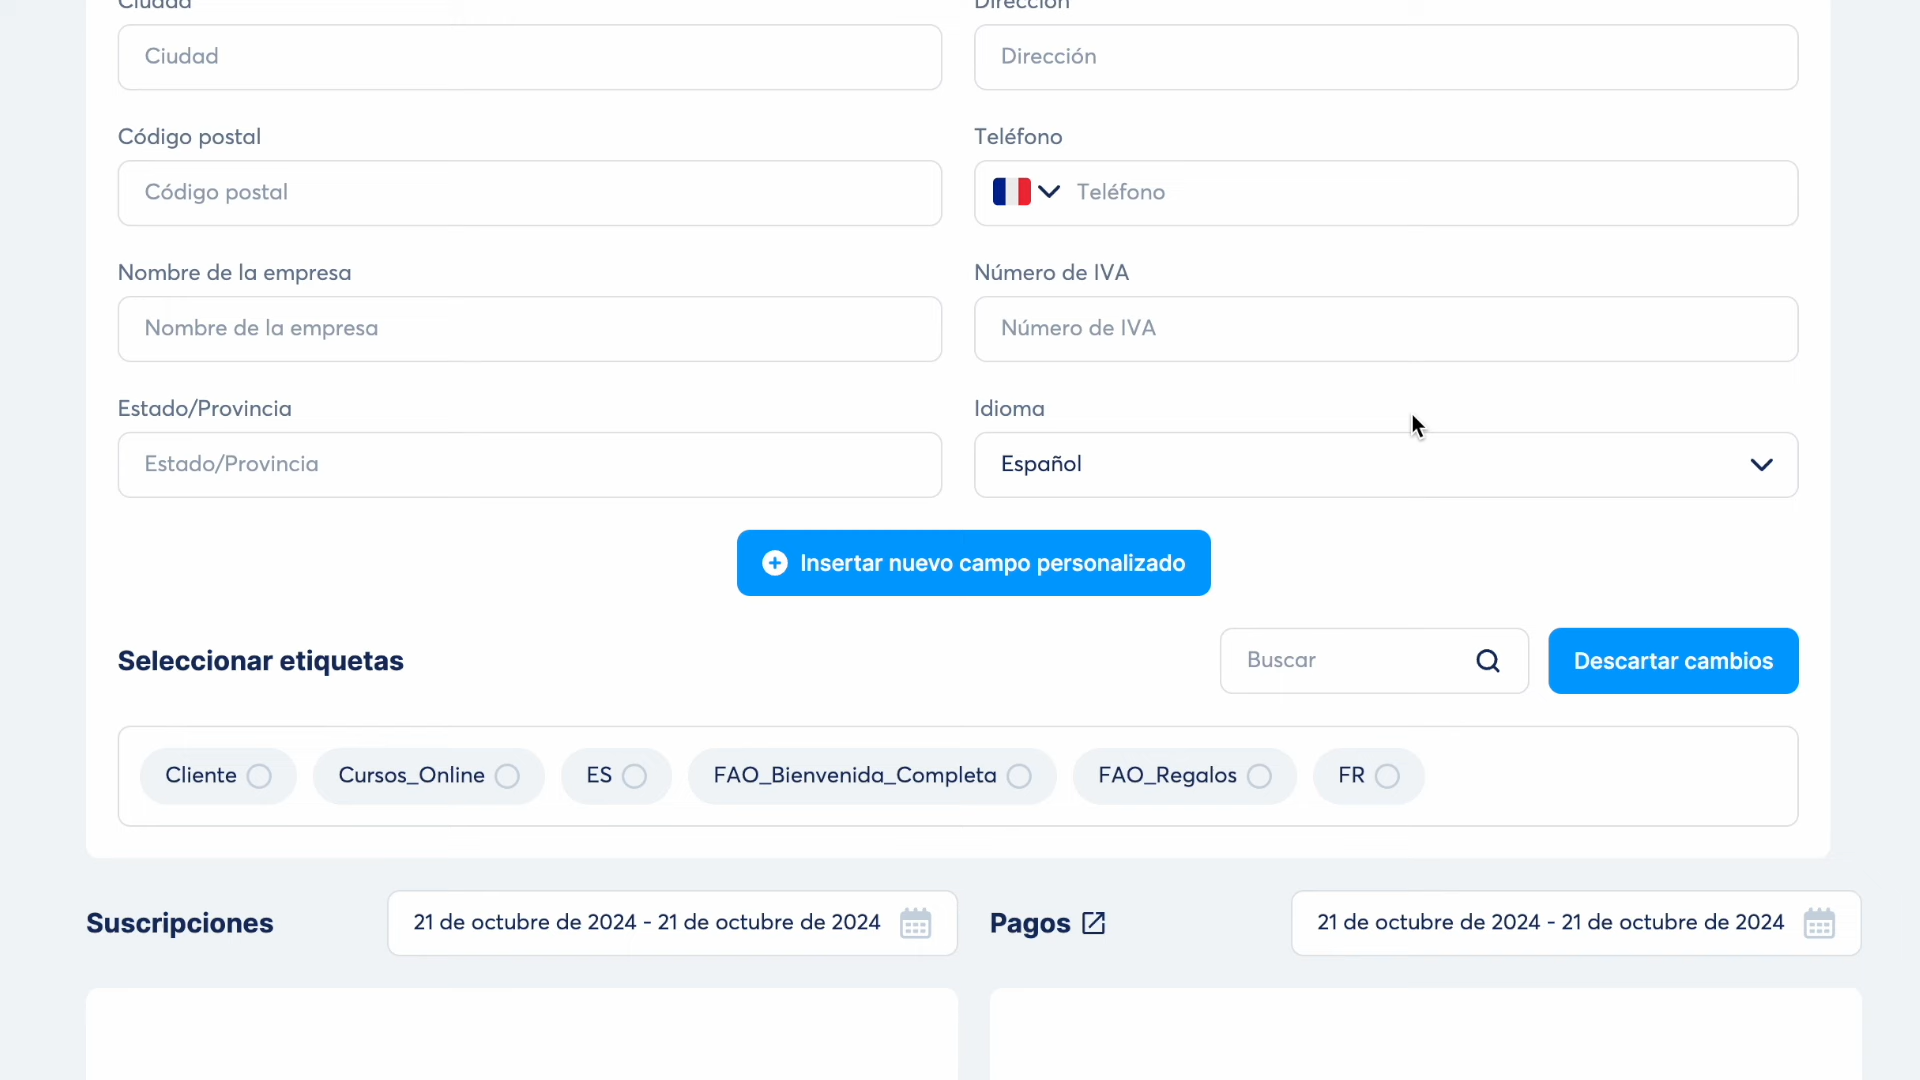 Ciudad
Dirección
Ciudad
Dirección
Código postal
Teléfono
Código postal
Teléfono
Nombre de la empresa
Número de IVA
Nombre de la empresa
Número de IVA
Estado/Provincia
Idioma
Estado/Provincia
Español
Insertar nuevo campo personalizado
Seleccionar etiquetas
Buscar
Descartar cambios
Cliente
Cursos_Online
ES
FAO_Bienvenida_Completa
FAO_Regalos
FR
Suscripciones
21 de octubre de 2024 - 21 de octubre de 2024
Pagos
21 de octubre de 2024 - 21 de octubre de 2024